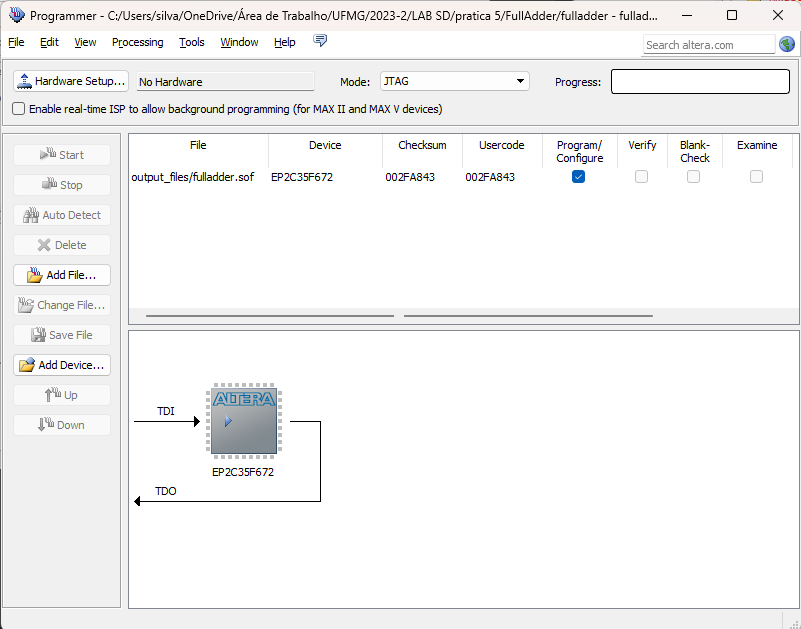 Programmer - C:/Users/silva/OneDrive/Área de Trabalho/UFMG/2023-2/LAB SD/pratica 5/FullAdder/fulladder - fullad...
File Edit View Processing Tools Window Help
Search altera.com
Hardware Setup... No Hardware Mode: JTAG Progress:
Enable real-time ISP to allow background programming (for MAX II and MAX V devices)
Start
Stop
Auto Detect
Delete
Add File...
Change File...
Save File
Add Device...
Up
Down
File Device Checksum Usercode Program/ Verify Blank- Examine
Configure Check
output_files/fulladder.sof EP2C35F672 002FA843 002FA843
TDI
ALTERA
EP2C35F672
TDO